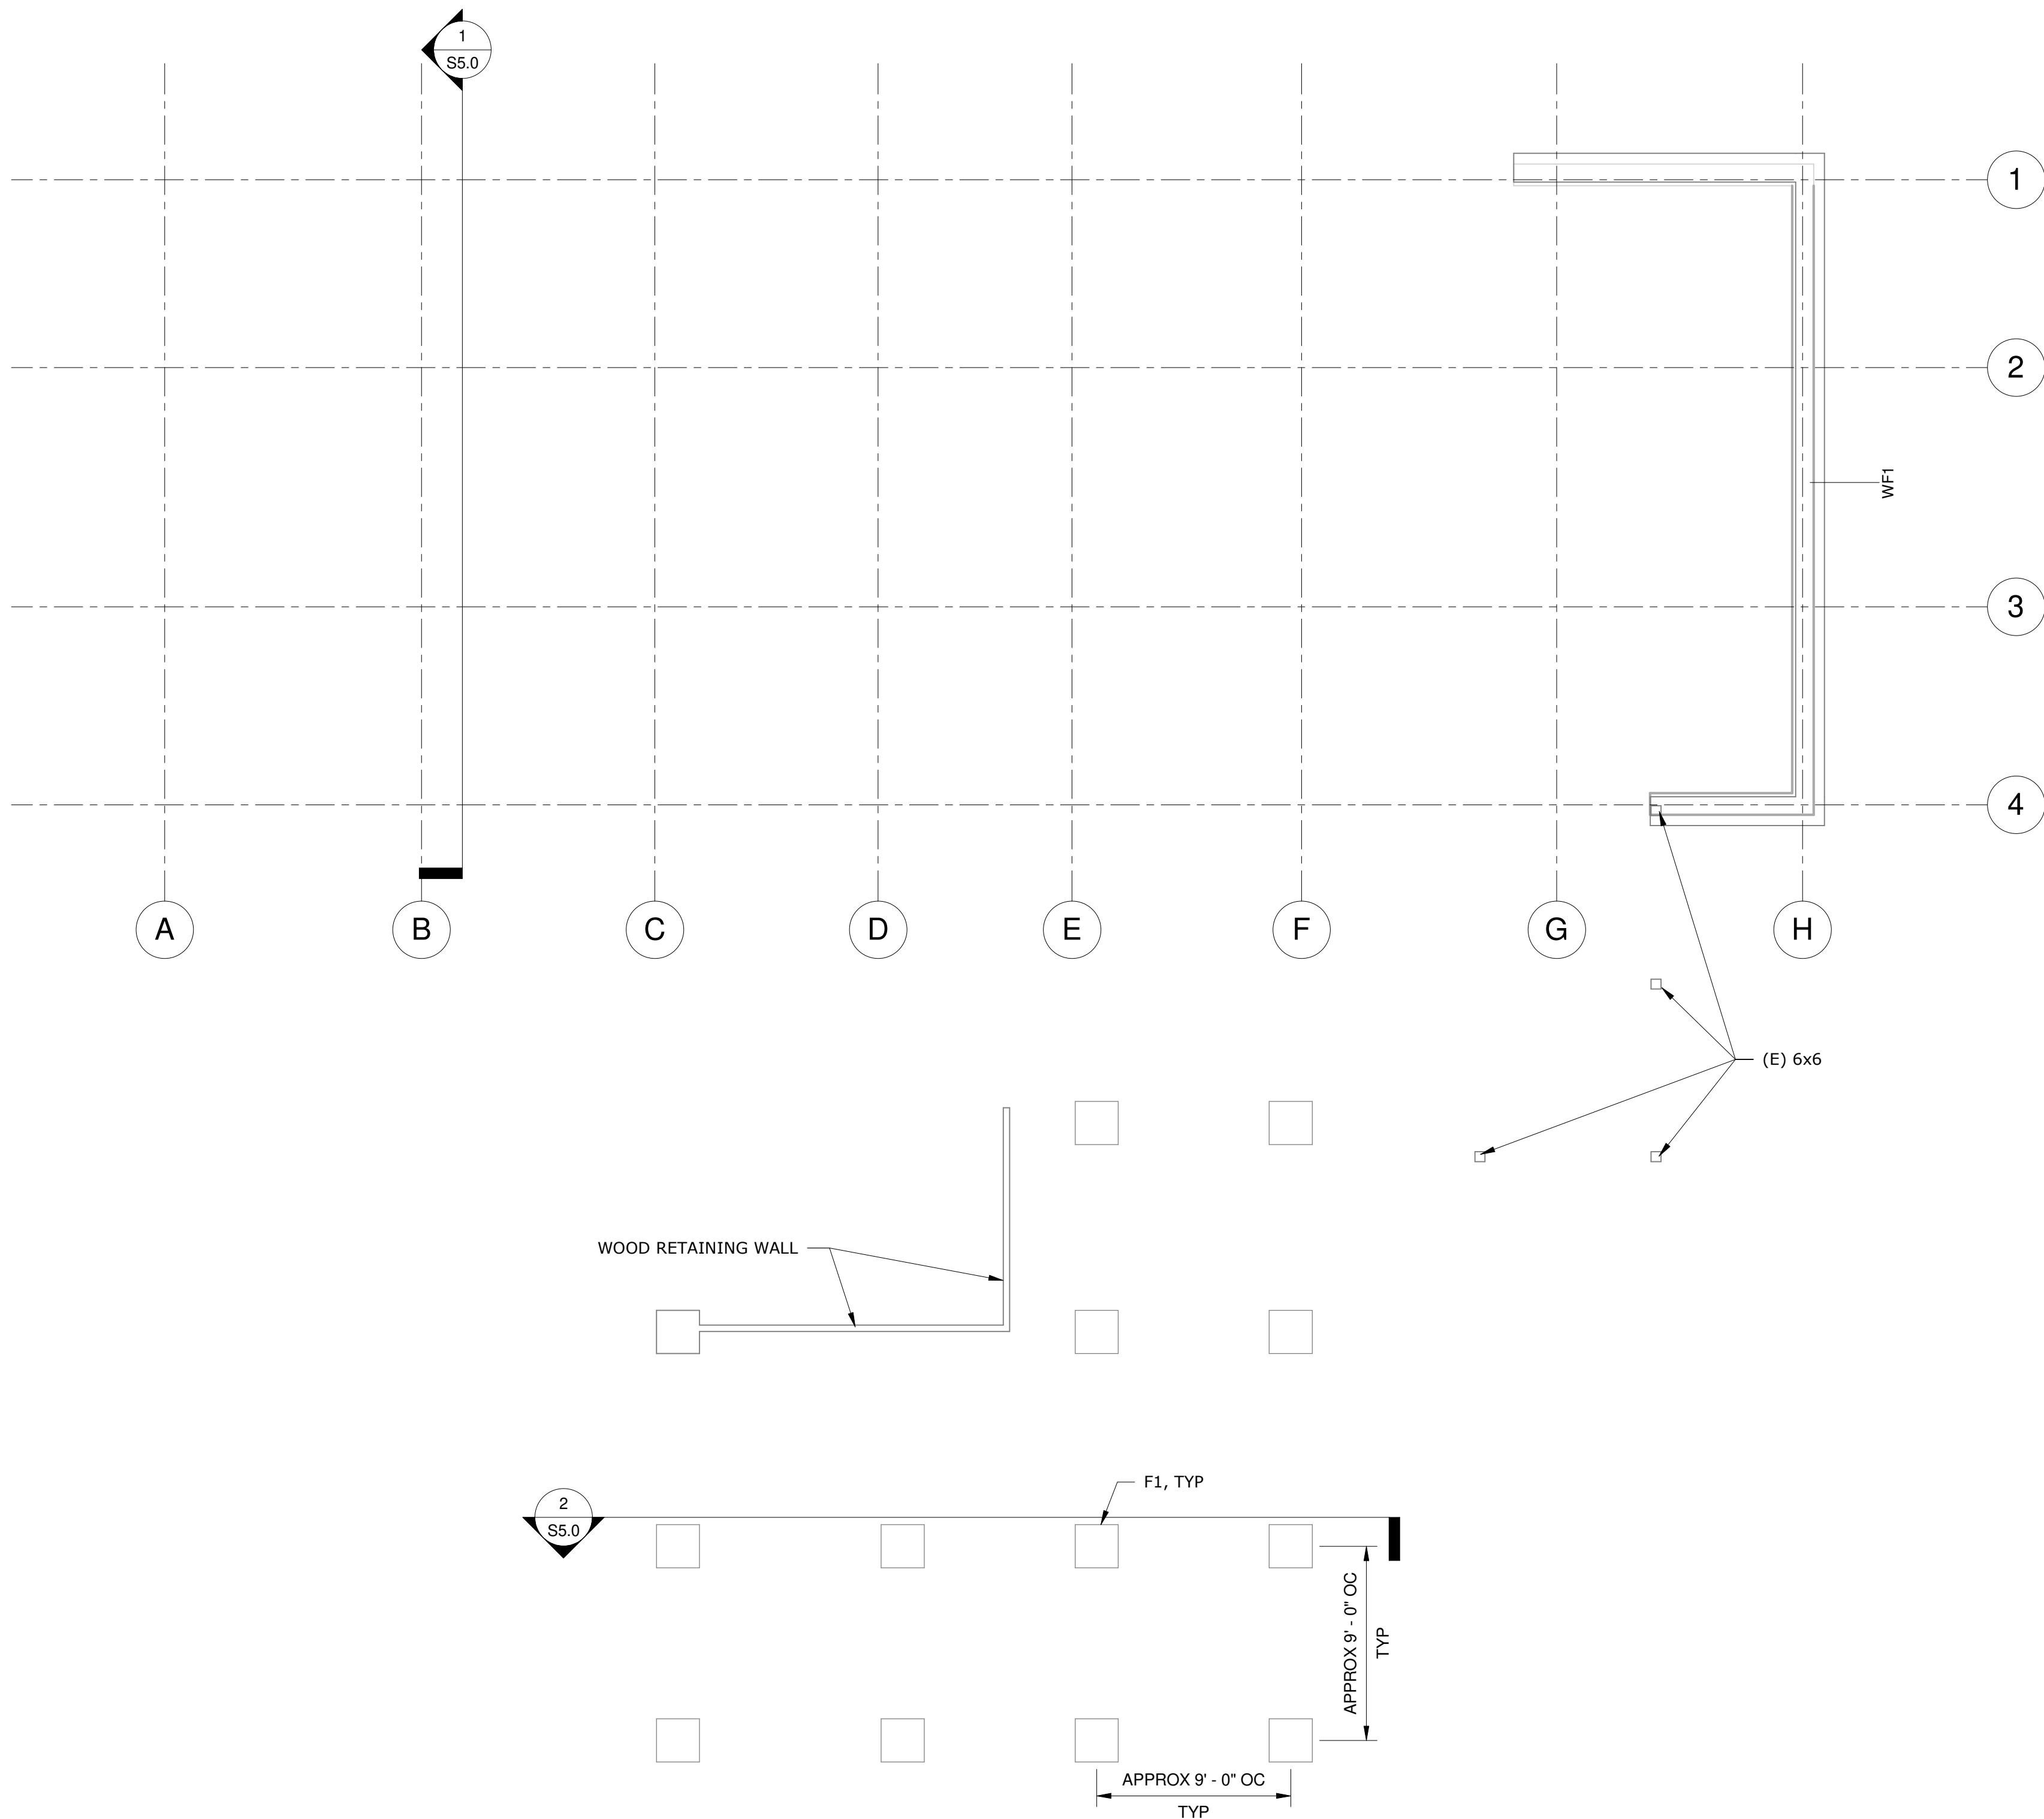 1
S5.0
1
2
WF1
3
4
A
B
C
D
E
F
G
H
(E) 6x6
WOOD RETAINING WALL
F1, TYP
2
S5.0
APPROX 9' - 0" OC
TYP
APPROX 9' - 0" OC
TYP